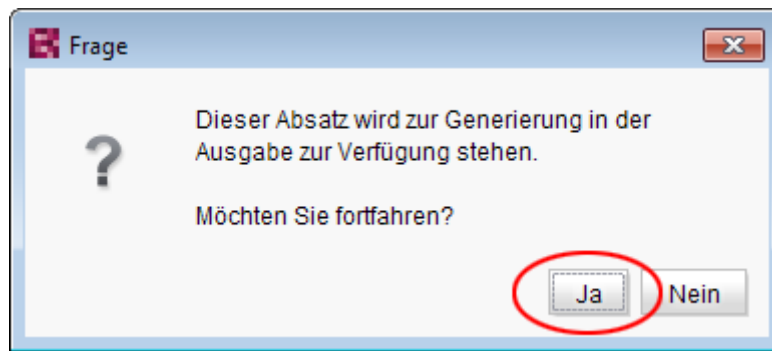 Frage
Dieser Absatz wird zur Generierung in der
Ausgabe zur Verfügung stehen.
Möchten Sie fortfahren?
Ja Nein